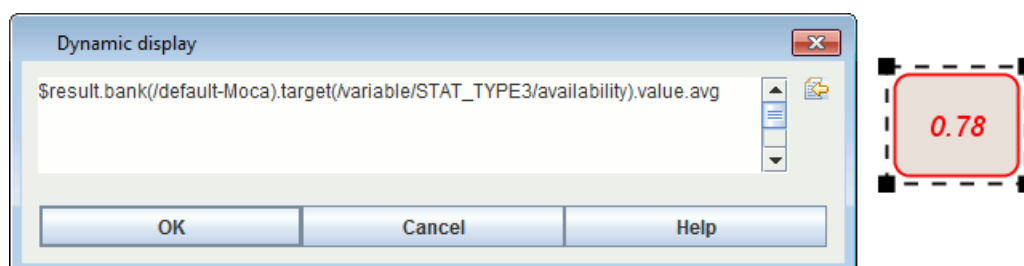 Dynamic display
$result.bank(/default-Moca).target(/variable/STAT_TYPE3/availability).value.avg
0.78
OK Cancel Help